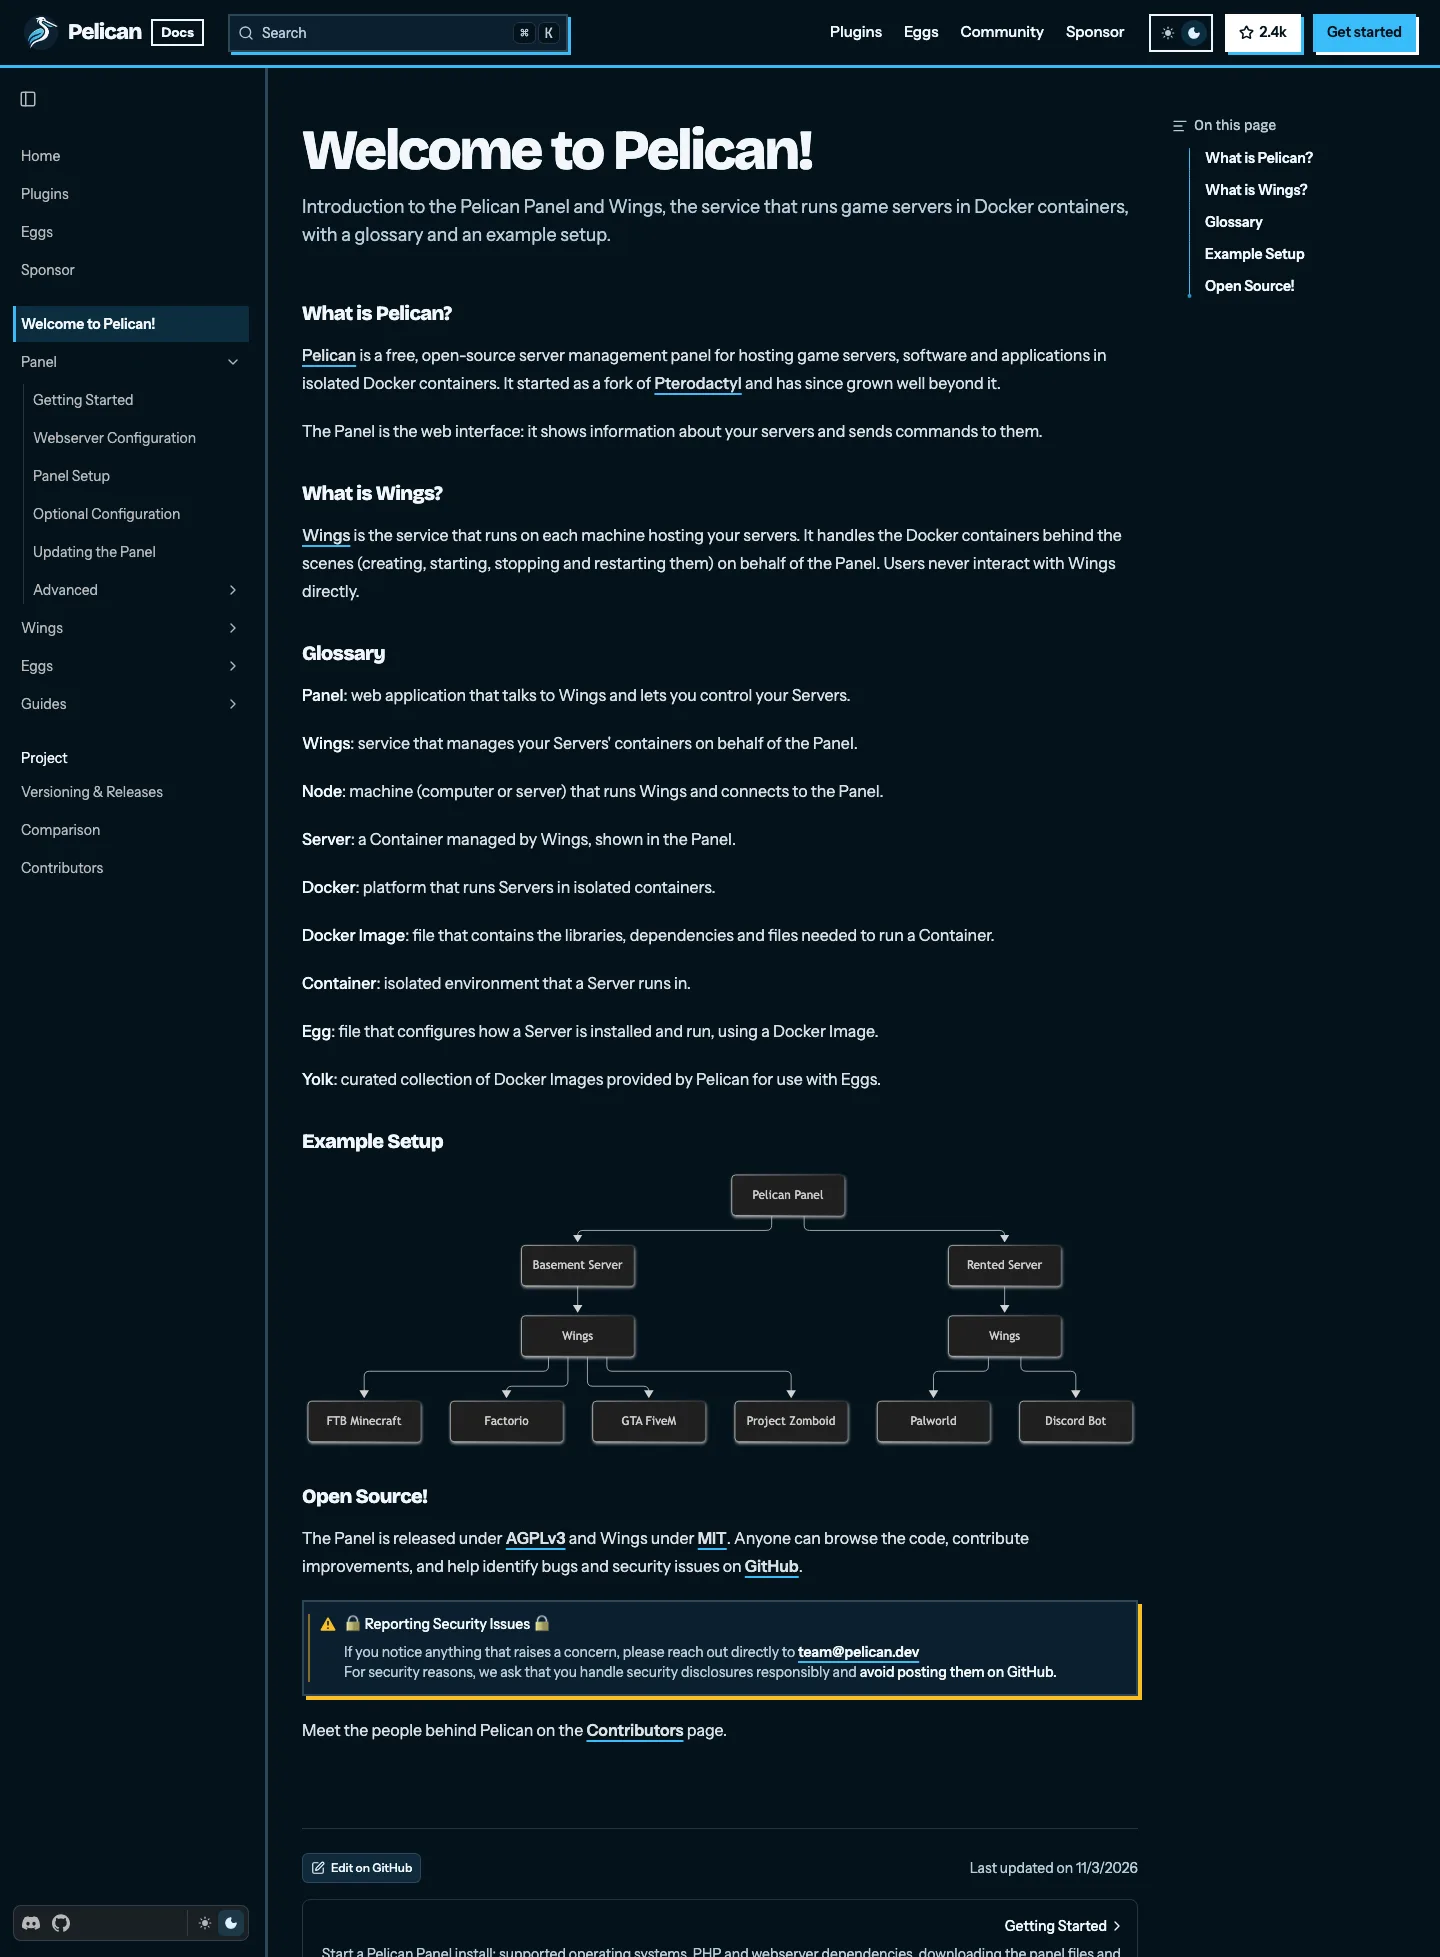 Pelican Docs
Search ⌘ K
Plugins Eggs Community Sponsor
2.4k
Get started
Home
Plugins
Eggs
Sponsor
Welcome to Pelican!
Panel
Getting Started
Webserver Configuration
Panel Setup
Optional Configuration
Updating the Panel
Advanced
Wings
Eggs
Guides
Project
Versioning & Releases
Comparison
Contributors
Welcome to Pelican!
Introduction to the Pelican Panel and Wings, the service that runs game servers in Docker containers,
with a glossary and an example setup.
What is Pelican?
Pelican is a free, open-source server management panel for hosting game servers, software and applications in
isolated Docker containers. It started as a fork of Pterodactyl and has since grown well beyond it.
The Panel is the web interface: it shows information about your servers and sends commands to them.
What is Wings?
Wings is the service that runs on each machine hosting your servers. It handles the Docker containers behind the
scenes (creating, starting, stopping and restarting them) on behalf of the Panel. Users never interact with Wings
directly.
Glossary
Panel: web application that talks to Wings and lets you control your Servers.
Wings: service that manages your Servers' containers on behalf of the Panel.
Node: machine (computer or server) that runs Wings and connects to the Panel.
Server: a Container managed by Wings, shown in the Panel.
Docker: platform that runs Servers in isolated containers.
Docker Image: file that contains the libraries, dependencies and files needed to run a Container.
Container: isolated environment that a Server runs in.
Egg: file that configures how a Server is installed and run, using a Docker Image.
Yolk: curated collection of Docker Images provided by Pelican for use with Eggs.
Example Setup
Pelican Panel
Basement Server Rented Server
Wings Wings
FTB Minecraft Factorio GTA FiveM Project Zomboid Palworld Discord Bot
Open Source!
The Panel is released under AGPLv3 and Wings under MIT. Anyone can browse the code, contribute
improvements, and help identify bugs and security issues on GitHub.
🔒 Reporting Security Issues 🔒
If you notice anything that raises a concern, please reach out directly to team@pelican.dev
For security reasons, we ask that you handle security disclosures responsibly and avoid posting them on GitHub.
Meet the people behind Pelican on the Contributors page.
Edit on GitHub
Last updated on 11/3/2026
Getting Started
Start a Pelican Panel install: supported operating systems, PHP and webserver dependencies, downloading the panel files and
On this page
What is Pelican?
What is Wings?
Glossary
Example Setup
Open Source!